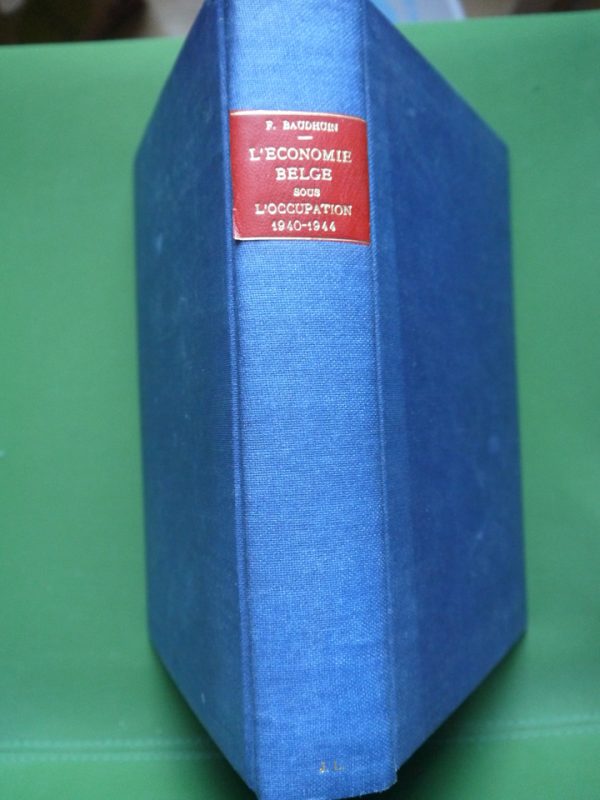 F. BAUDHUIN
L'ECONOMIE
BELGE
SOUS
L'OCCUPATION
1940-1944
J. L.